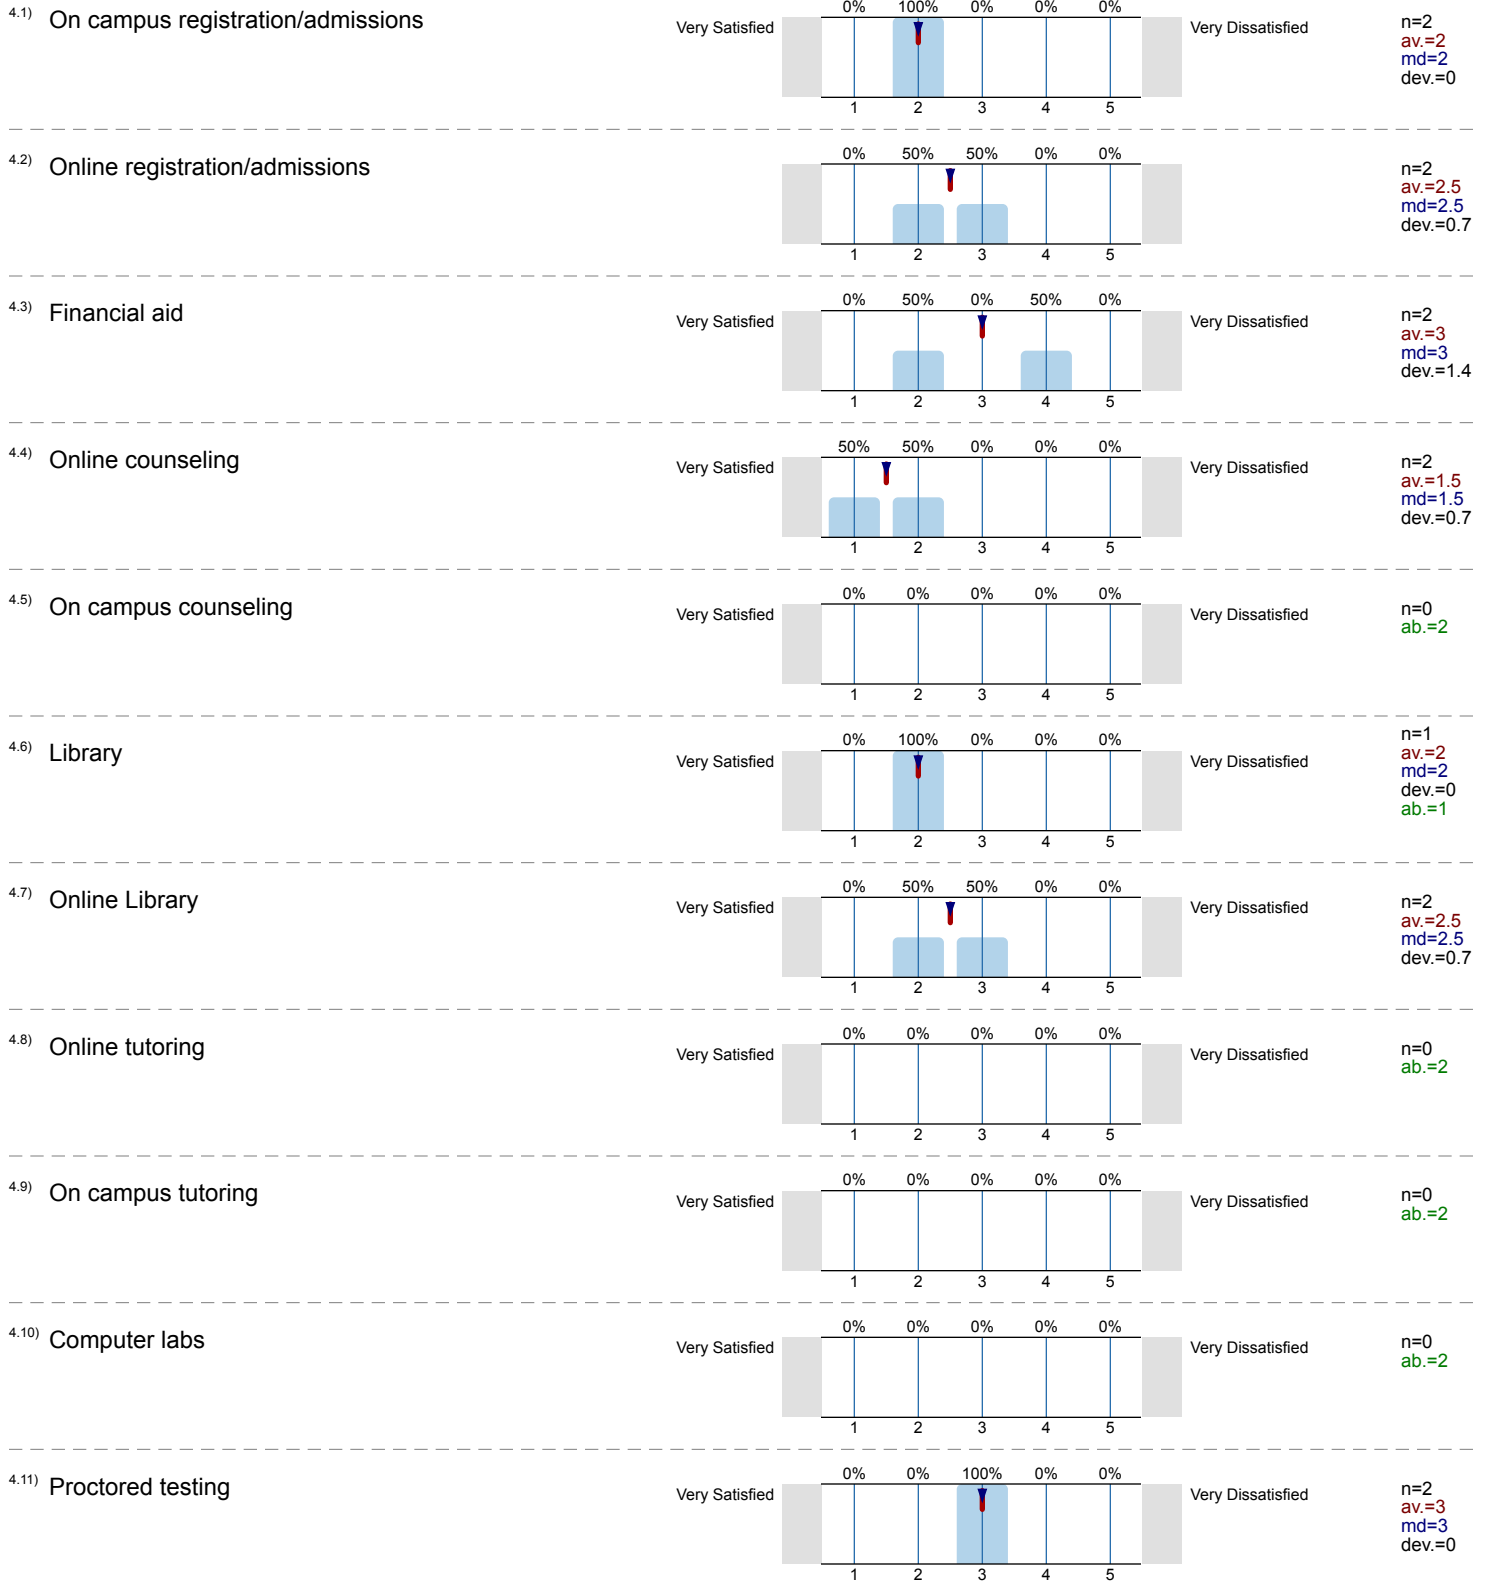 4.1) On campus registration/admissions
0% 100% 0% 0% 0%
Very Satisfied Very Dissatisfied
n=2
av.=2
md=2
dev.=0
1 2 3 4 5
4.2) Online registration/admissions
0% 50% 50% 0% 0%
n=2
av.=2.5
md=2.5
dev.=0.7
1 2 3 4 5
4.3) Financial aid
0% 50% 0% 50% 0%
Very Satisfied Very Dissatisfied
n=2
av.=3
md=3
dev.=1.4
1 2 3 4 5
4.4) Online counseling
50% 50% 0% 0% 0%
Very Satisfied Very Dissatisfied
n=2
av.=1.5
md=1.5
dev.=0.7
1 2 3 4 5
4.5) On campus counseling
0% 0% 0% 0% 0%
Very Satisfied Very Dissatisfied
n=0
ab.=2
1 2 3 4 5
4.6) Library
0% 100% 0% 0% 0%
Very Satisfied Very Dissatisfied
n=1
av.=2
md=2
dev.=0
ab.=1
1 2 3 4 5
4.7) Online Library
0% 50% 50% 0% 0%
Very Satisfied Very Dissatisfied
n=2
av.=2.5
md=2.5
dev.=0.7
1 2 3 4 5
4.8) Online tutoring
0% 0% 0% 0% 0%
Very Satisfied Very Dissatisfied
n=0
ab.=2
1 2 3 4 5
4.9) On campus tutoring
0% 0% 0% 0% 0%
Very Satisfied Very Dissatisfied
n=0
ab.=2
1 2 3 4 5
4.10) Computer labs
0% 0% 0% 0% 0%
Very Satisfied Very Dissatisfied
n=0
ab.=2
1 2 3 4 5
4.11) Proctored testing
0% 0% 100% 0% 0%
Very Satisfied Very Dissatisfied
n=2
av.=3
md=3
dev.=0
1 2 3 4 5